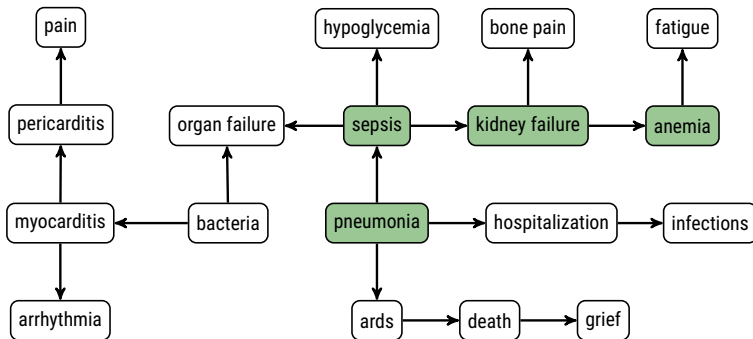 pain
hypoglycemia
bone pain
fatigue
pericarditis
organ failure
sepsis
kidney failure
anemia
myocarditis
bacteria
pneumonia
hospitalization
infections
arrhythmia
ards
death
grief